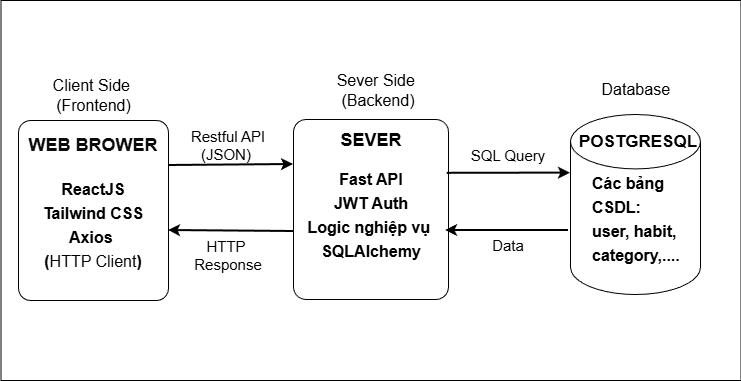 Client Side
(Frontend)
WEB BROWER
ReactJS
Tailwind CSS
Axios
(HTTP Client)
Restful API
(JSON)
HTTP
Response
Sever Side
(Backend)
SEVER
Fast API
JWT Auth
Logic nghiệp vụ
SQLAlchemy
SQL Query
Data
Database
POSTGRESQL
Các bảng
CSDL:
user, habit,
category,....